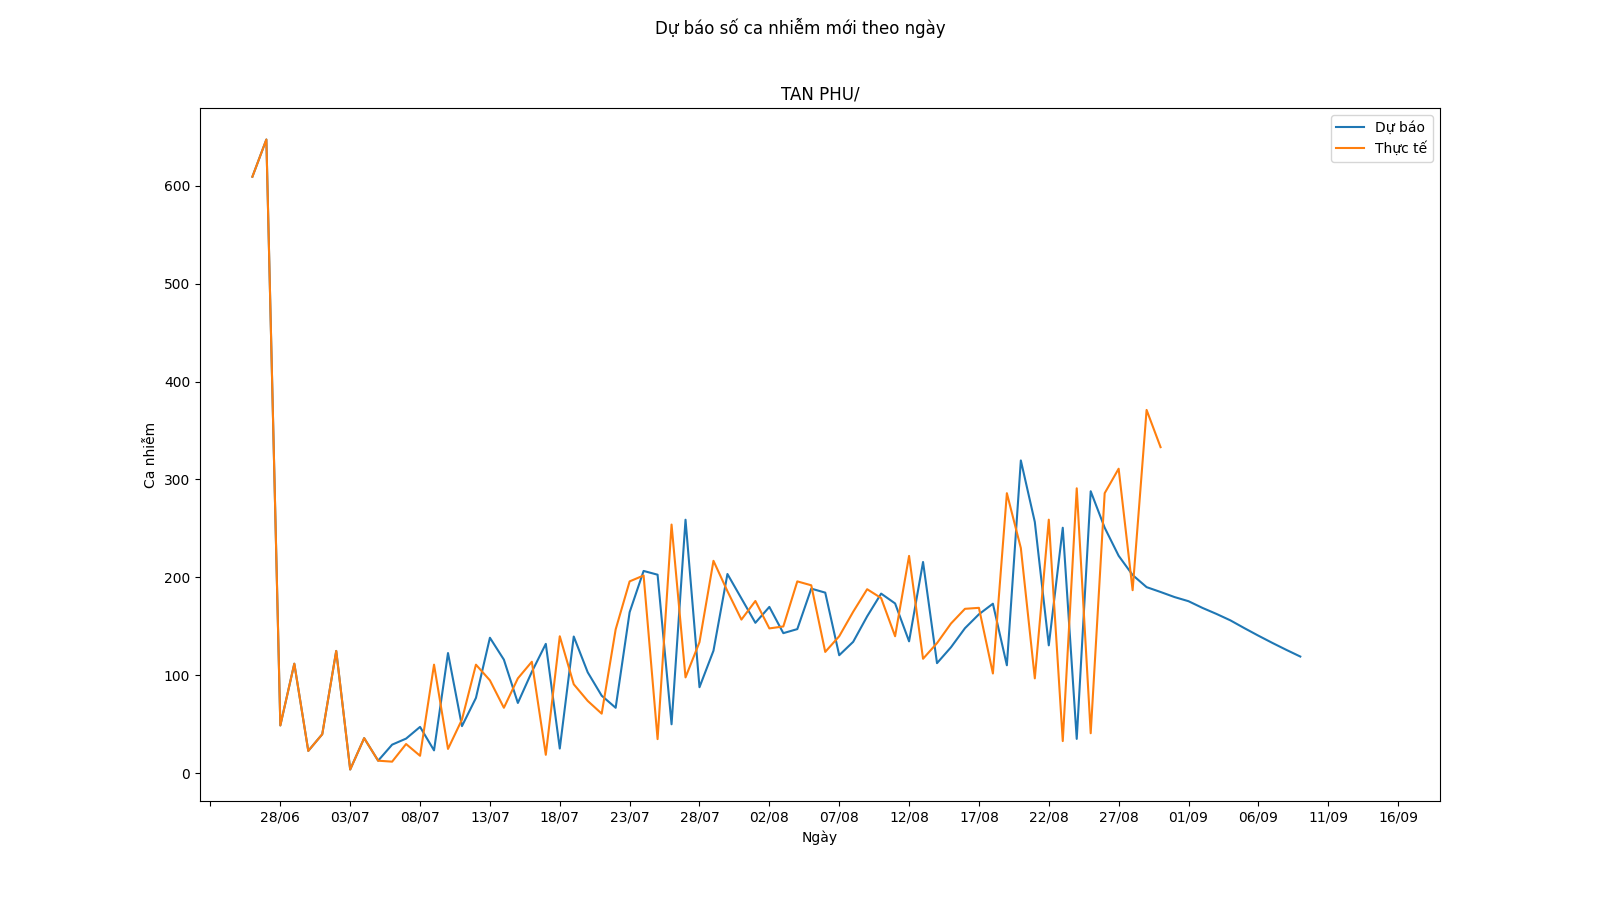 Dự báo số ca nhiễm mới theo ngày
TAN PHU/
Dự báo
Thực tế
600
500
400
300
200
100
0
Ca nhiễm
28/06 03/07 08/07 13/07 18/07 23/07 28/07 02/08 07/08 12/08 17/08 22/08 27/08 01/09 06/09 11/09 16/09
Ngày